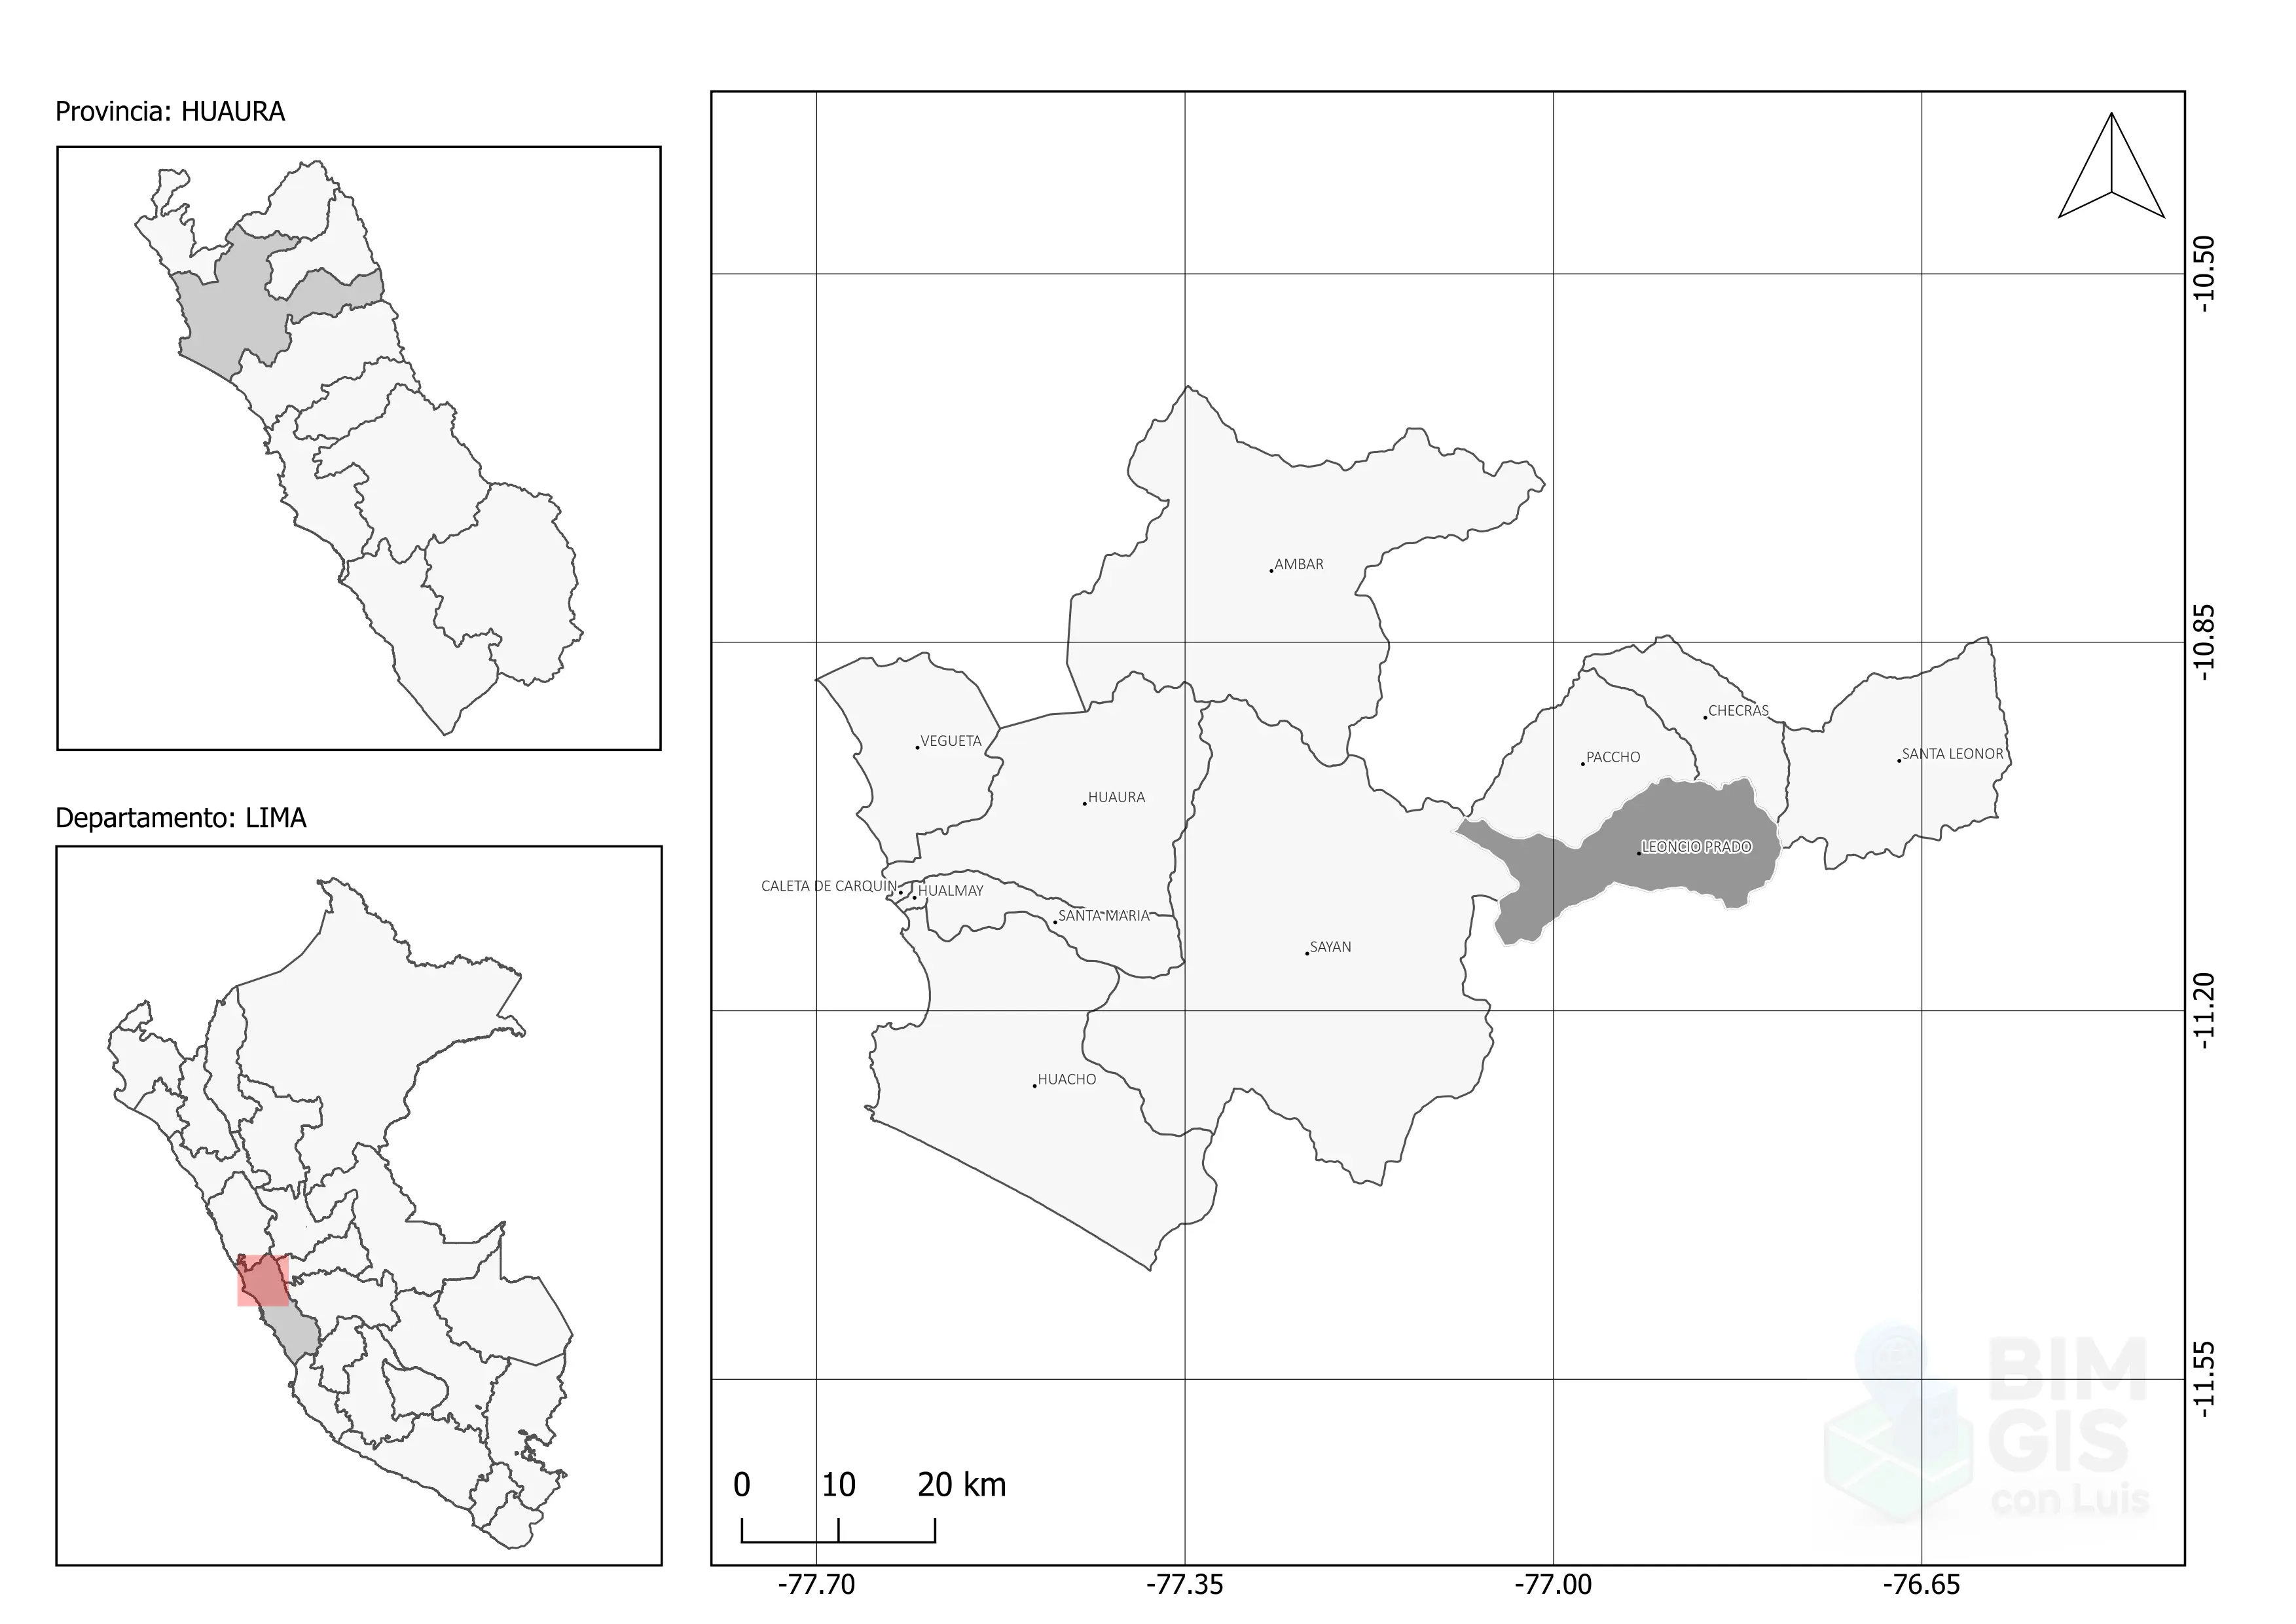 Provincia: HUAURA
Departamento: LIMA
AMBAR
VEGUETA
HUAURA
CHECRAS
PACCHO
SANTA LEONOR
LEONCIO PRADO
CALETA DE CARQUIN
HUALMAY
SANTA MARIA
SAYAN
HUACHO
-10.50
-10.85
-11.20
-11.55
BIM
GIS
con Luis
0 10 20 km
-77.70 -77.35 -77.00 -76.65